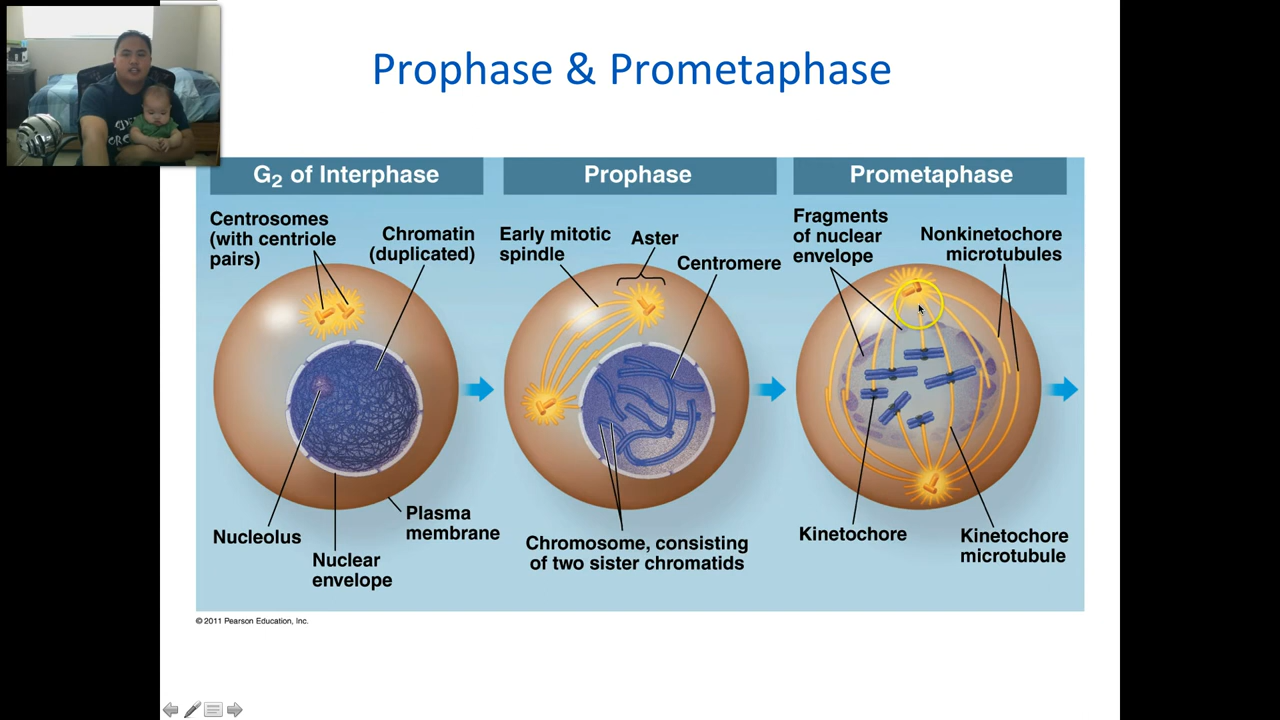 Prophase & Prometaphase
G2 of Interphase
Centrosomes
(with centriole
pairs)
Chromatin
(duplicated)
Nucleolus
Nuclear
envelope
Plasma
membrane
Prophase
Early mitotic
spindle
Aster
Centromere
Chromosome, consisting
of two sister chromatids
Prometaphase
Fragments
of nuclear
envelope
Nonkinetochore
microtubules
Kinetochore
Kinetochore
microtubule
© 2011 Pearson Education, Inc.